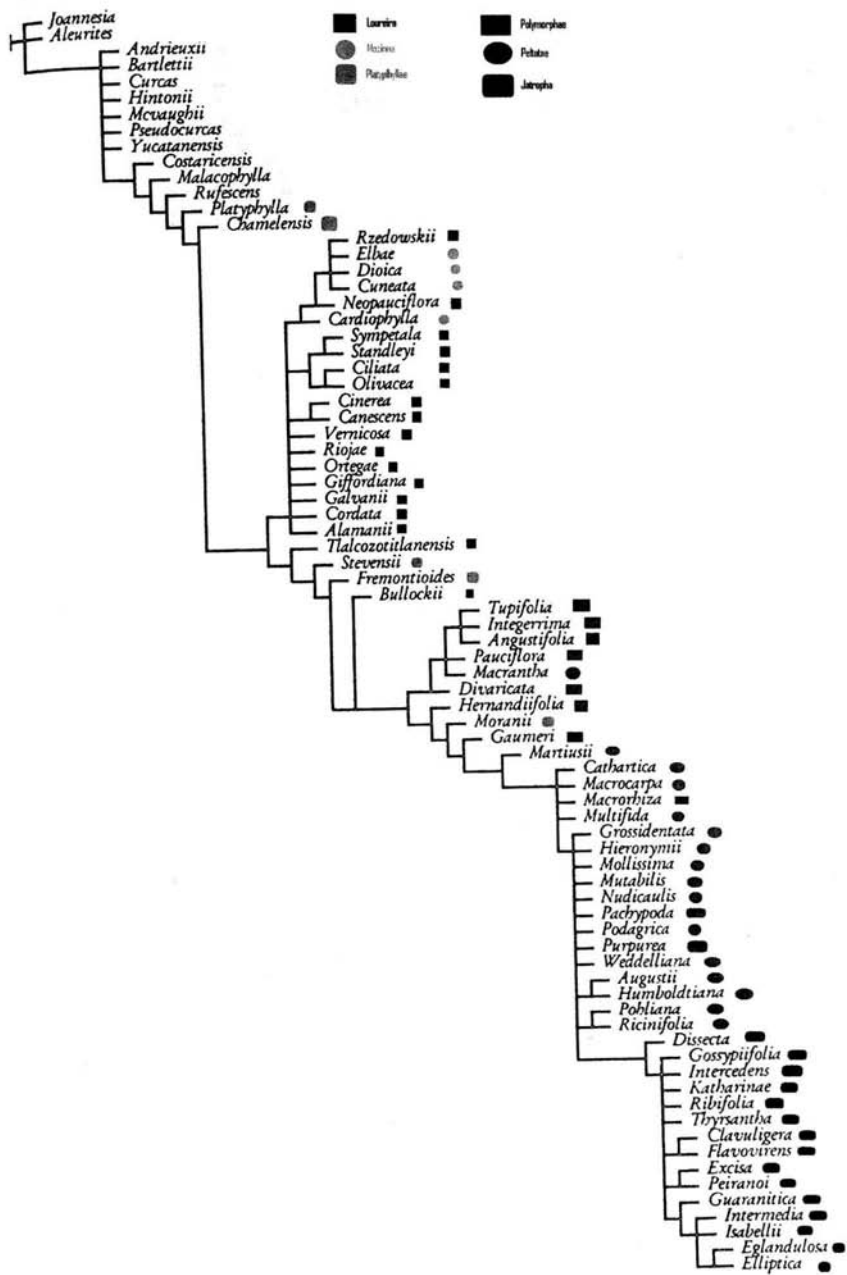 Joannesia
Aleurites
Loureira
Polymorphae
Mozinna
Peltatae
Platyphyllae
Jatropha
Andrieuxii
Bartlettii
Curcas
Hintonii
Mcvaughii
Pseudocurcas
Yucatanensis
Costaricensis
Malacophylla
Rufescens
Platyphylla
Chamelensis
Rzedowskii
Elbae
Dioica
Cuneata
Neopauciflora
Cardiophylla
Sympetala
Standleyi
Ciliata
Olivacea
Cinerea
Canescens
Vernicosa
Riojae
Ortegae
Giffordiana
Galvanii
Cordata
Alamanii
Tlalcozotitlanensis
Stevensii
Fremontioides
Bullockii
Tupifolia
Integerrima
Angustifolia
Pauciflora
Macrantha
Divaricata
Hernandiifolia
Moranii
Gaumeri
Martiusii
Cathartica
Macrocarpa
Macrorhiza
Multifida
Grossidentata
Hieronymii
Mollissima
Mutabilis
Nudicaulis
Pachypoda
Podagrica
Purpurea
Weddelliana
Augustii
Humboldtiana
Pohliana
Ricinifolia
Dissecta
Gossypiifolia
Intercedens
Katharinae
Ribifolia
Thyrsantha
Clavuligera
Flavovirens
Excisa
Peiranoi
Guaranitica
Intermedia
Isabellii
Eglandulosa
Elliptica